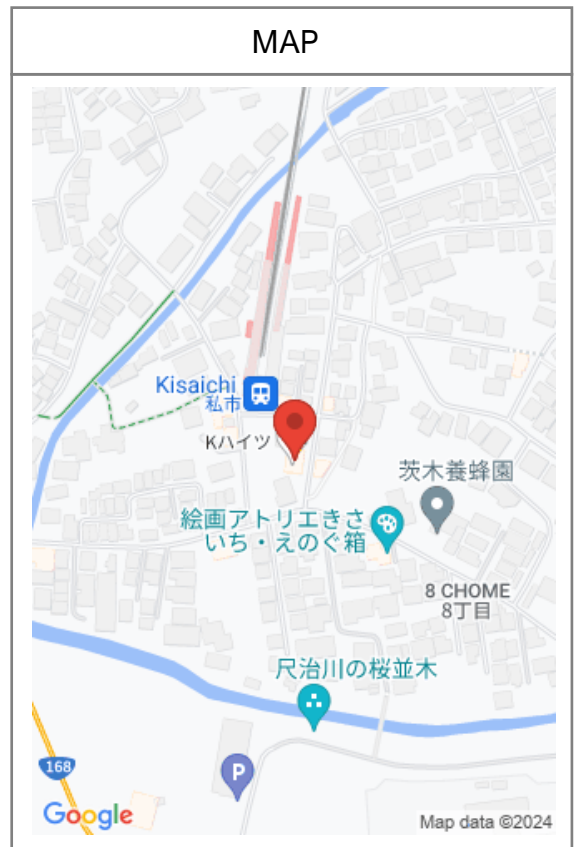 MAP
Kisaichi
私市
Kハイツ
茨木養蜂園
絵画アトリエきさ
いち・えのぐ箱
8 CHOME
8丁目
尺治川の桜並木
P
168
Google
Map data ©2024